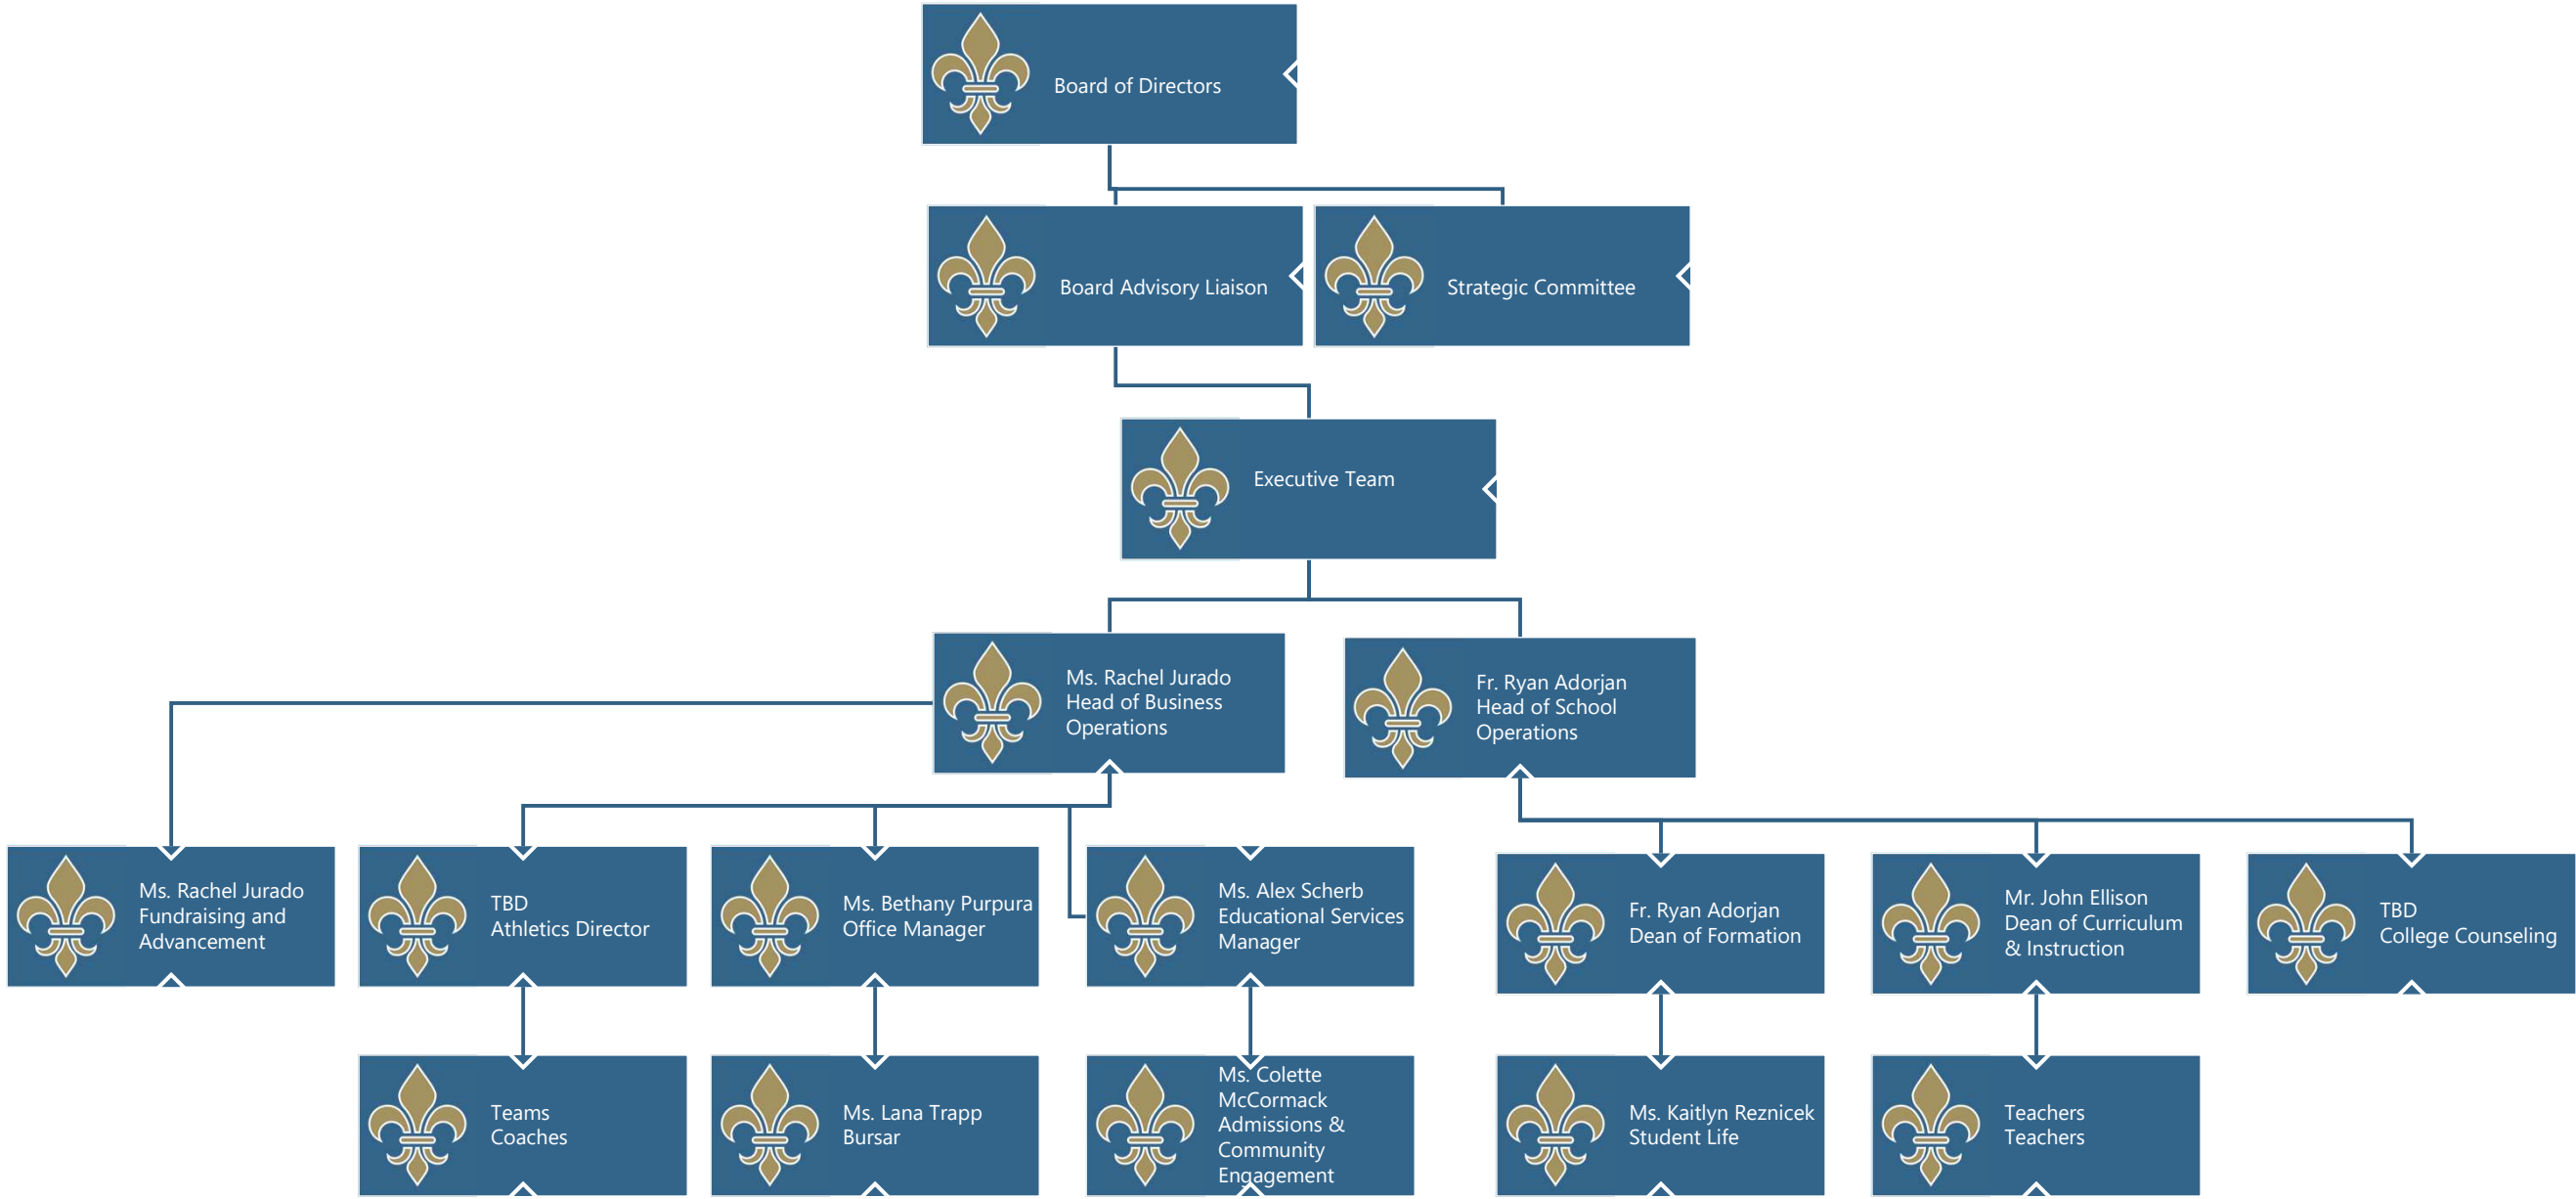 Board of Directors
Board Advisory Liaison
Strategic Committee
Executive Team
Ms. Rachel Jurado
Head of Business
Operations
Fr. Ryan Adorjan
Head of School
Operations
Ms. Rachel Jurado
Fundraising and
Advancement
TBD
Athletics Director
Ms. Bethany Purpura
Office Manager
Ms. Alex Scherb
Educational Services
Manager
Fr. Ryan Adorjan
Dean of Formation
Mr. John Ellison
Dean of Curriculum
& Instruction
TBD
College Counseling
Teams
Coaches
Ms. Lana Trapp
Bursar
Ms. Colette
McCormack
Admissions &
Community
Engagement
Ms. Kaitlyn Reznicek
Student Life
Teachers
Teachers